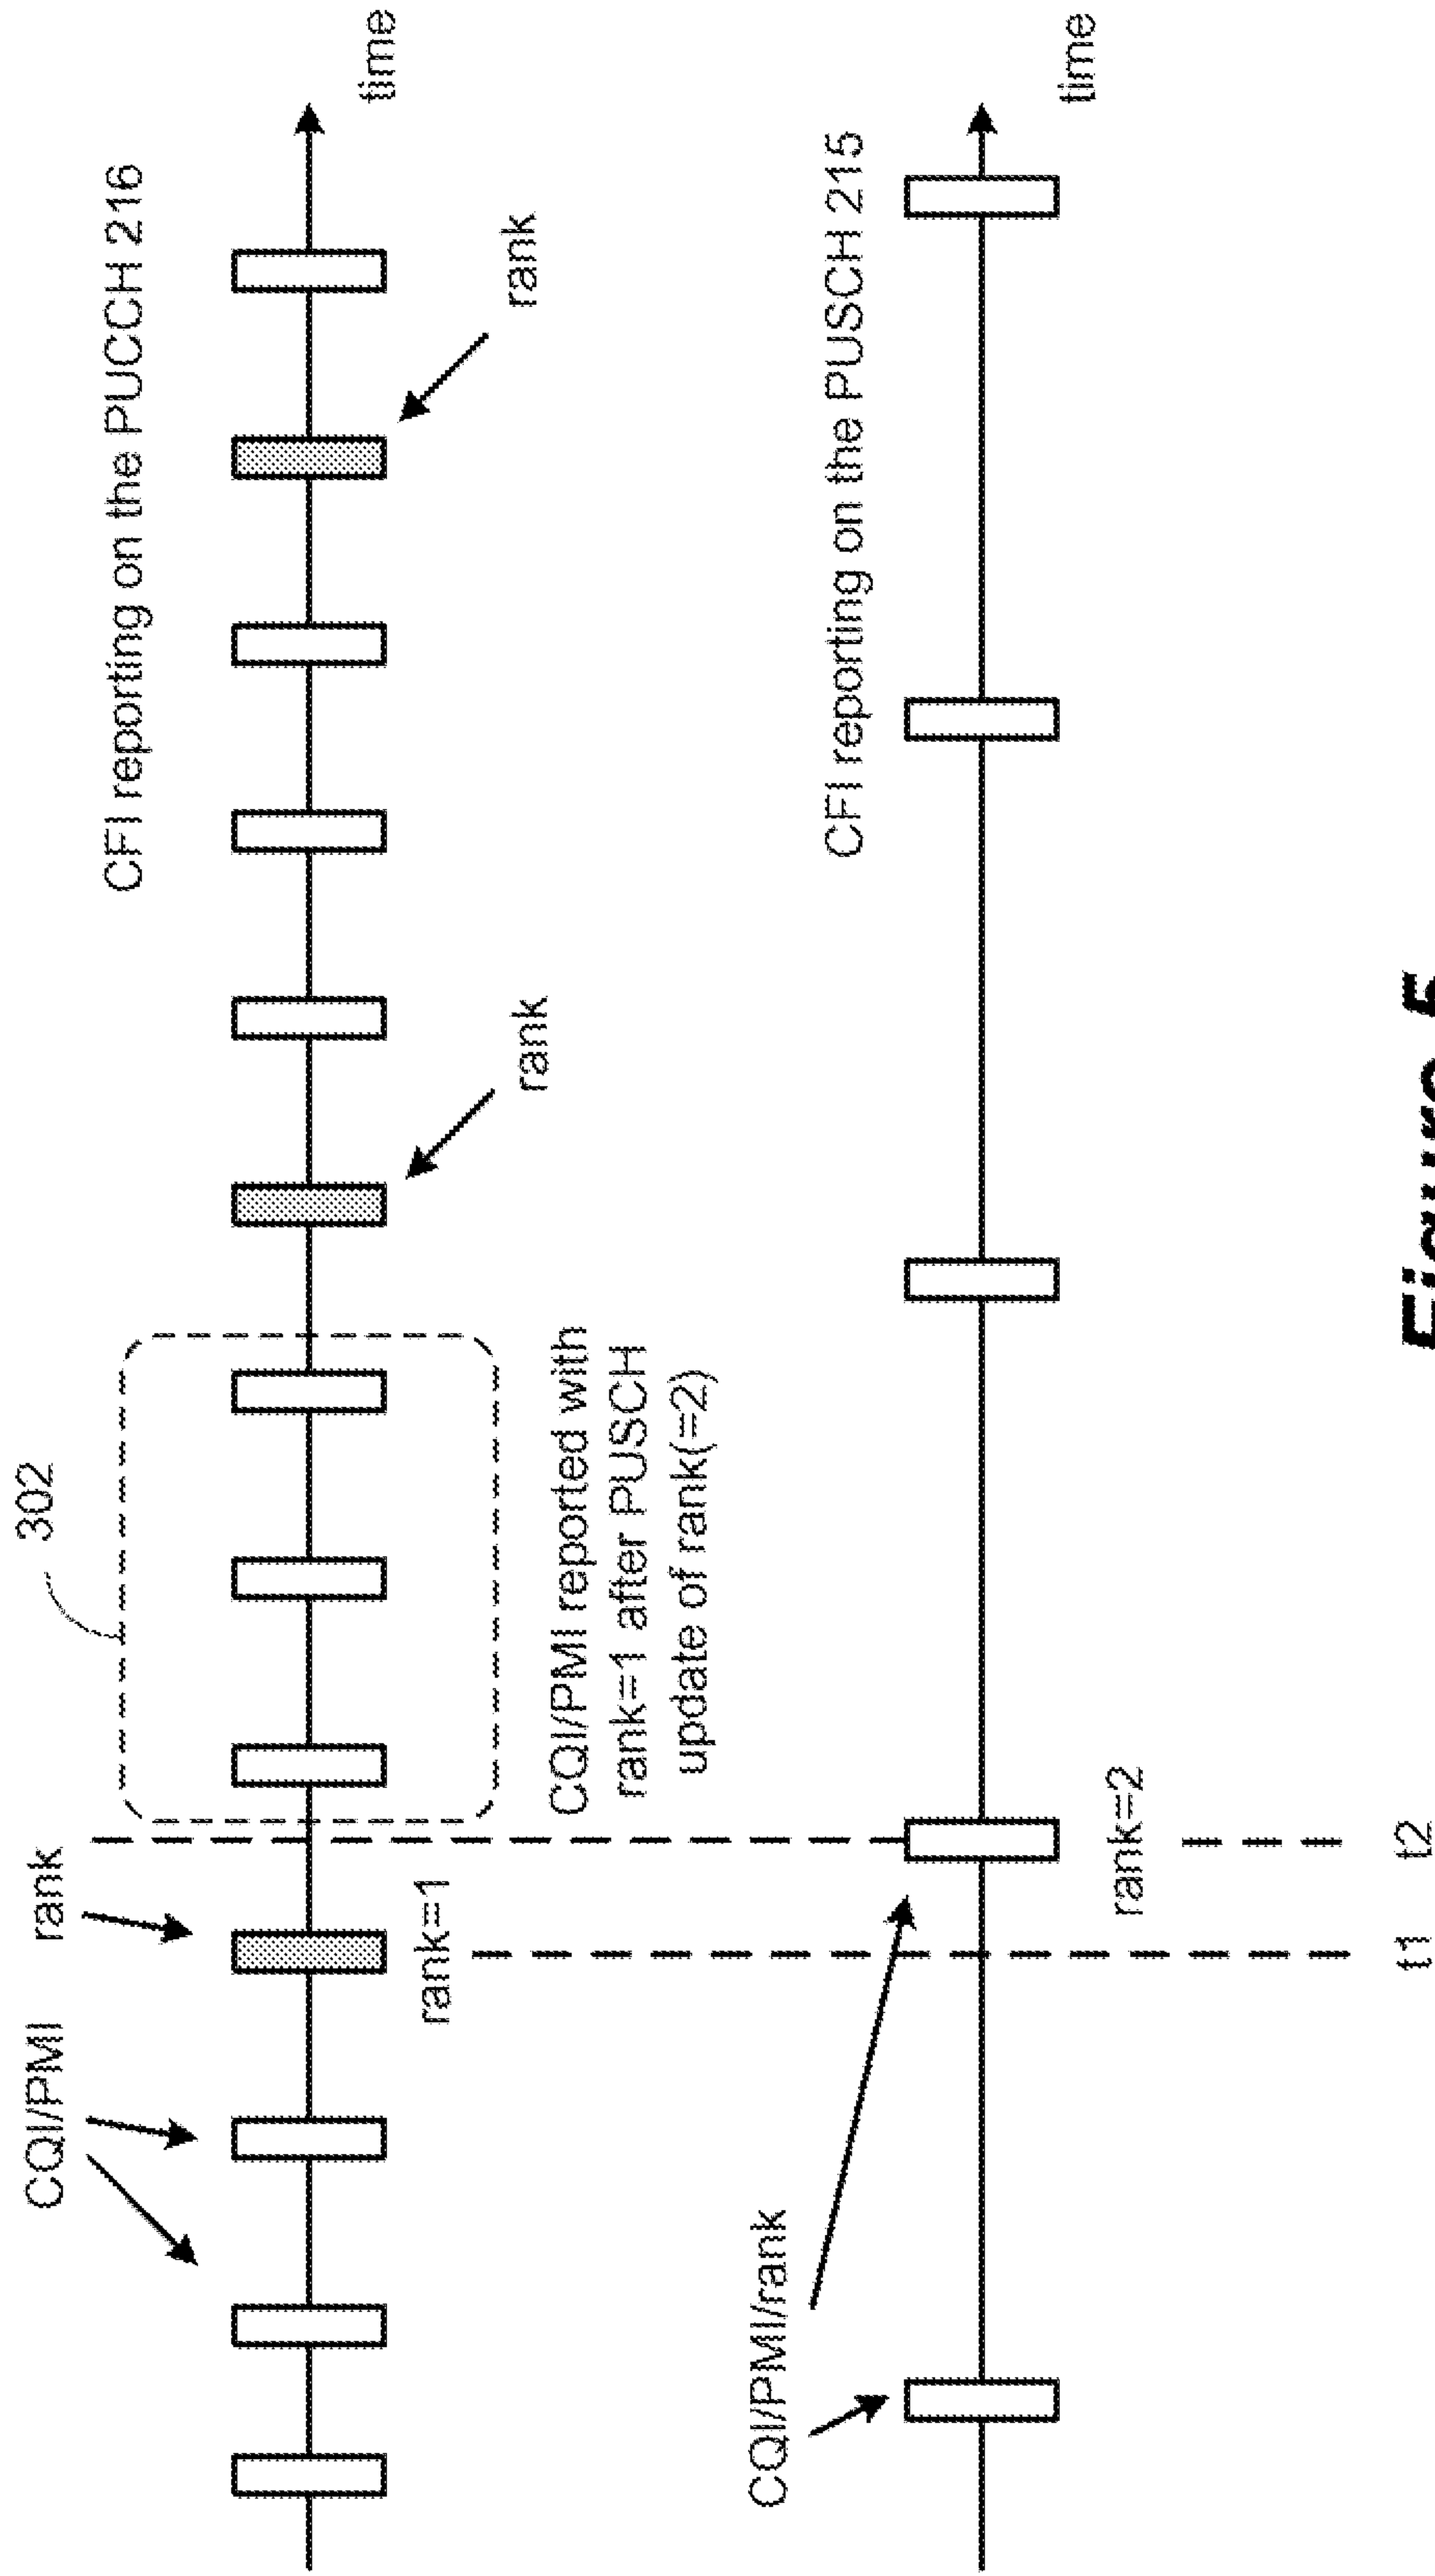 302
CQI/PMI
rank
CFI reporting on the PUCCH 216
time
rank=1
CQI/PMI reported with
rank=1 after PUSCH
update of rank(=2)
rank
rank
CQI/PMI/rank
CFI reporting on the PUSCH 215
time
rank=2
t1
t2